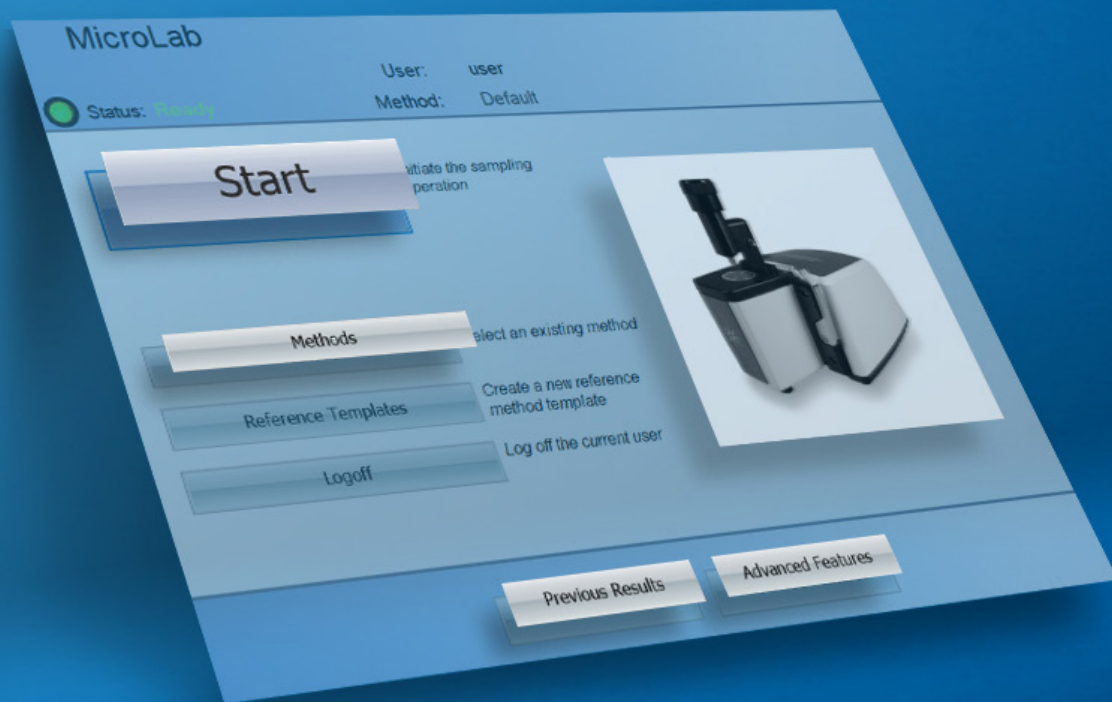 MicroLab
User: user
Status: Ready
Method: Default
Start
nitiate the sampling
peration
Methods
elect an existing method
Reference Templates
Create a new reference
method template
Logoff
Log off the current user
Previous Results
Advanced Features